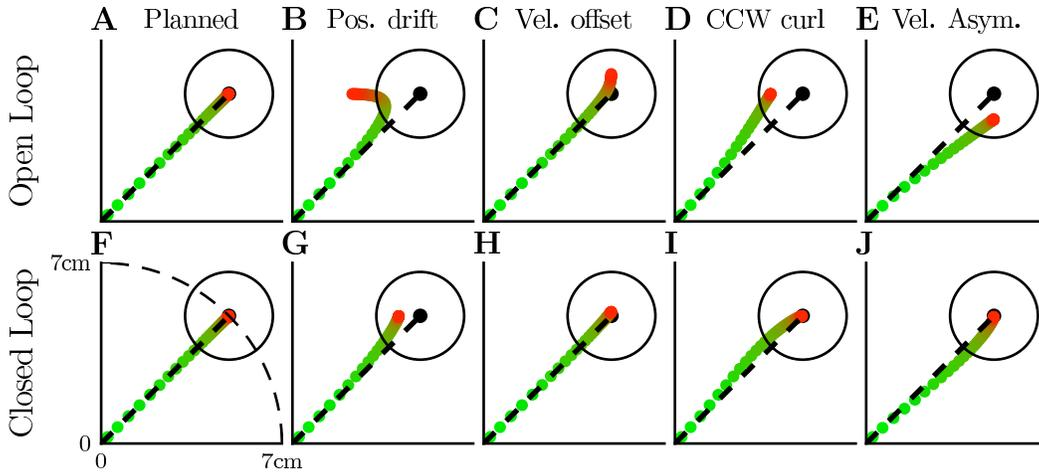 A Planned B Pos. drift C Vel. offset D CCW curl E Vel. Asym.
Open Loop
F G H I J
7cm
Closed Loop
0
0 7cm